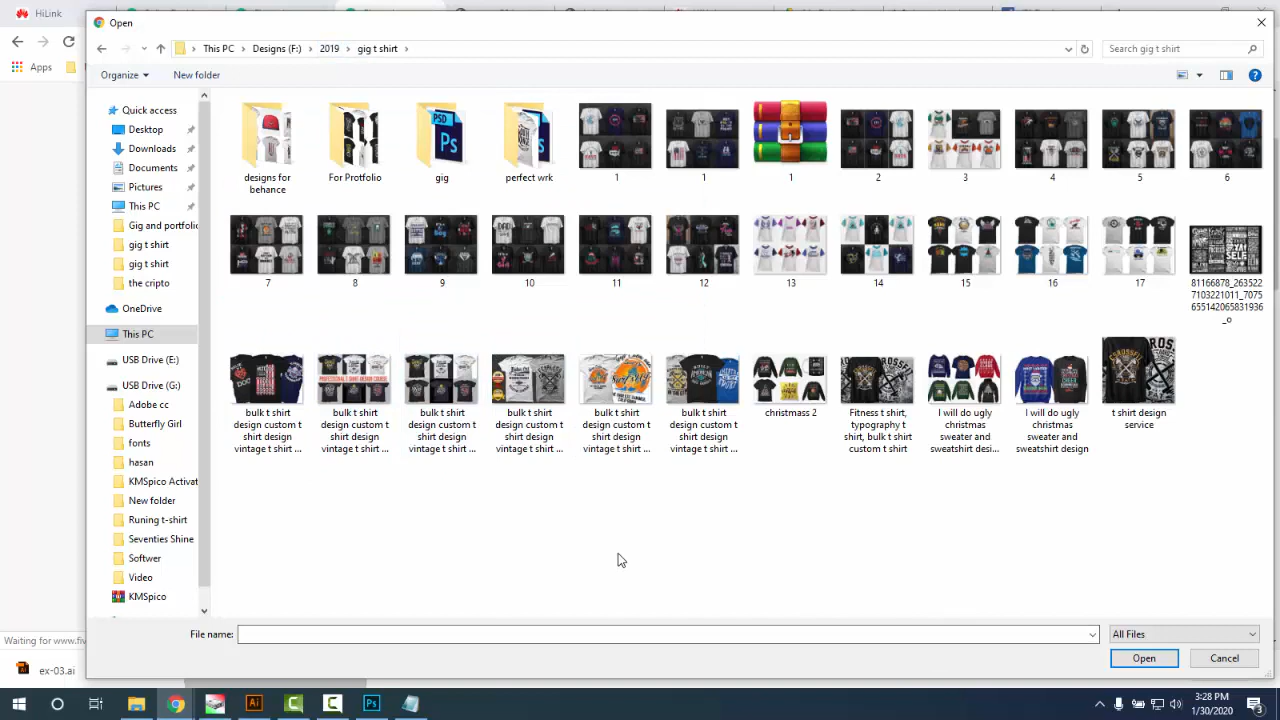 HiLink
Open
This PC
Designs (F:)
2019
gig t shirt
Search gig t shirt
Apps
Organize
New folder
Quick access
Desktop
Downloads
Documents
Pictures
This PC
Gig and portfolio
gig t shirt
gig t shirt
the cripto
OneDrive
This PC
USB Drive (E:)
USB Drive (G:)
Adobe cc
Butterfly Girl
fonts
hasan
KMSpico Activat
New folder
Runing t-shirt
Seventies Shine
Softwer
Video
KMSpico
designs for
behance
For Protfolio
gig
perfect wrk
1
1
1
2
3
4
5
6
7
8
9
10
11
12
13
14
15
16
17
81166878_263522
7103221011_7075
655142065831936
_o
bulk t shirt
design custom t
shirt design
vintage t shirt ...
bulk t shirt
design custom t
shirt design
vintage t shirt ...
bulk t shirt
design custom t
shirt design
vintage t shirt ...
bulk t shirt
design custom t
shirt design
vintage t shirt ...
bulk t shirt
design custom t
shirt design
vintage t shirt ...
bulk t shirt
design custom t
shirt design
vintage t shirt ...
christmass 2
Fitness t shirt,
typography t
shirt, bulk t shirt
custom t shirt
I will do ugly
christmas
sweater and
sweatshirt desi...
I will do ugly
christmas
sweater and
sweatshirt design
t shirt design
service
File name:
All Files
Open
Cancel
Waiting for www.fiv
ex-03.ai
3:28 PM
1/30/2020